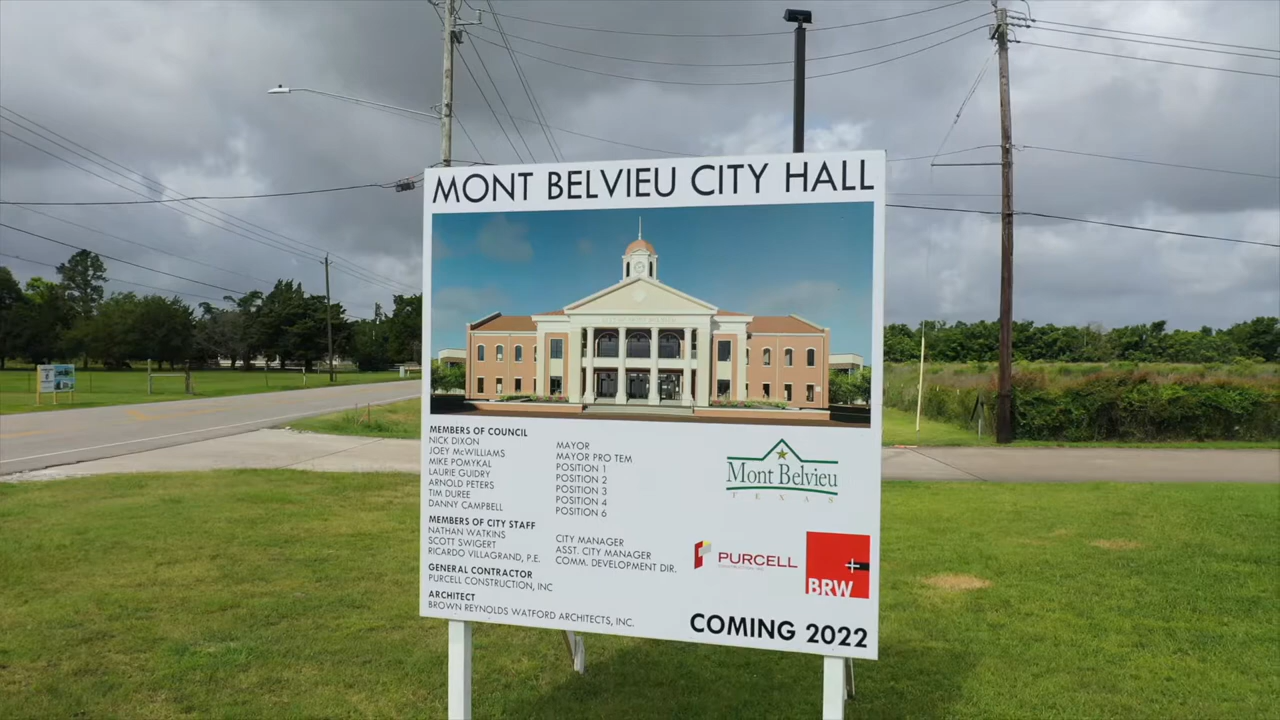 MONT BELVIEU CITY HALL
MEMBERS OF COUNCIL
NICK DIXON MAYOR
JOEY McWILLIAMS MAYOR PRO TEM
MIKE POMYKAL POSITION 1
LAURIE GUIDRY POSITION 2
ARNOLD PETERS POSITION 3
TIM DUREE POSITION 4
DANNY CAMPBELL POSITION 6
Mont Belvieu
TEXAS
MEMBERS OF CITY STAFF
NATHAN WATKINS CITY MANAGER
SCOTT SWIGERT ASST. CITY MANAGER
RICARDO VILLAGRAND, P.E. COMM. DEVELOPMENT DIR.
PURCELL
CONSTRUCTION, INC.
BRW
GENERAL CONTRACTOR
PURCELL CONSTRUCTION, INC
ARCHITECT
BROWN REYNOLDS WATFORD ARCHITECTS, INC.
COMING 2022